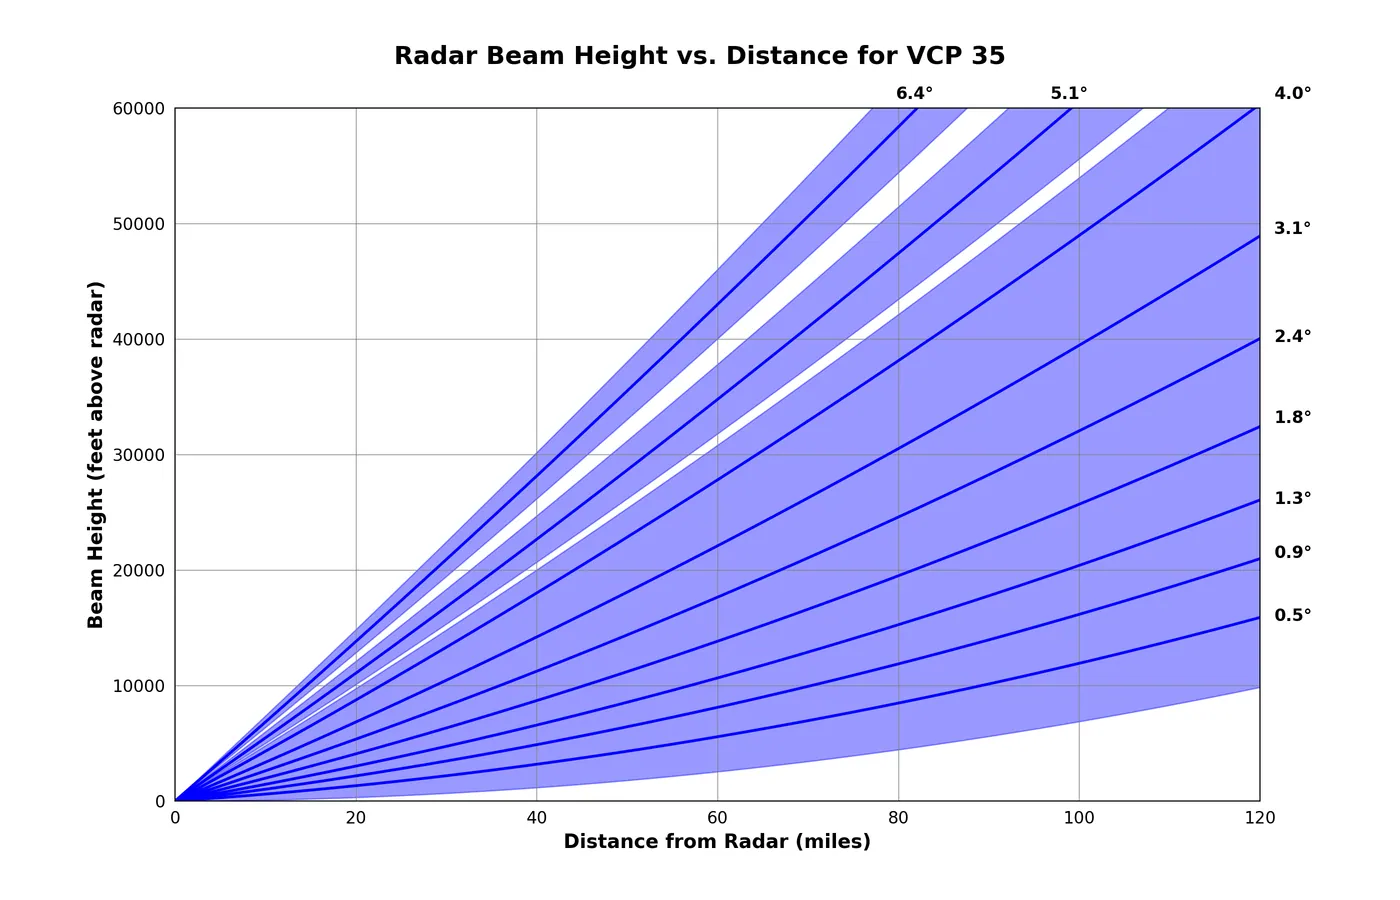 Radar Beam Height vs. Distance for VCP 35
6.4° 5.1° 4.0°
3.1°
2.4°
1.8°
1.3°
0.9°
0.5°
60000
50000
40000
30000
20000
10000
0
Beam Height (feet above radar)
0 20 40 60 80 100 120
Distance from Radar (miles)